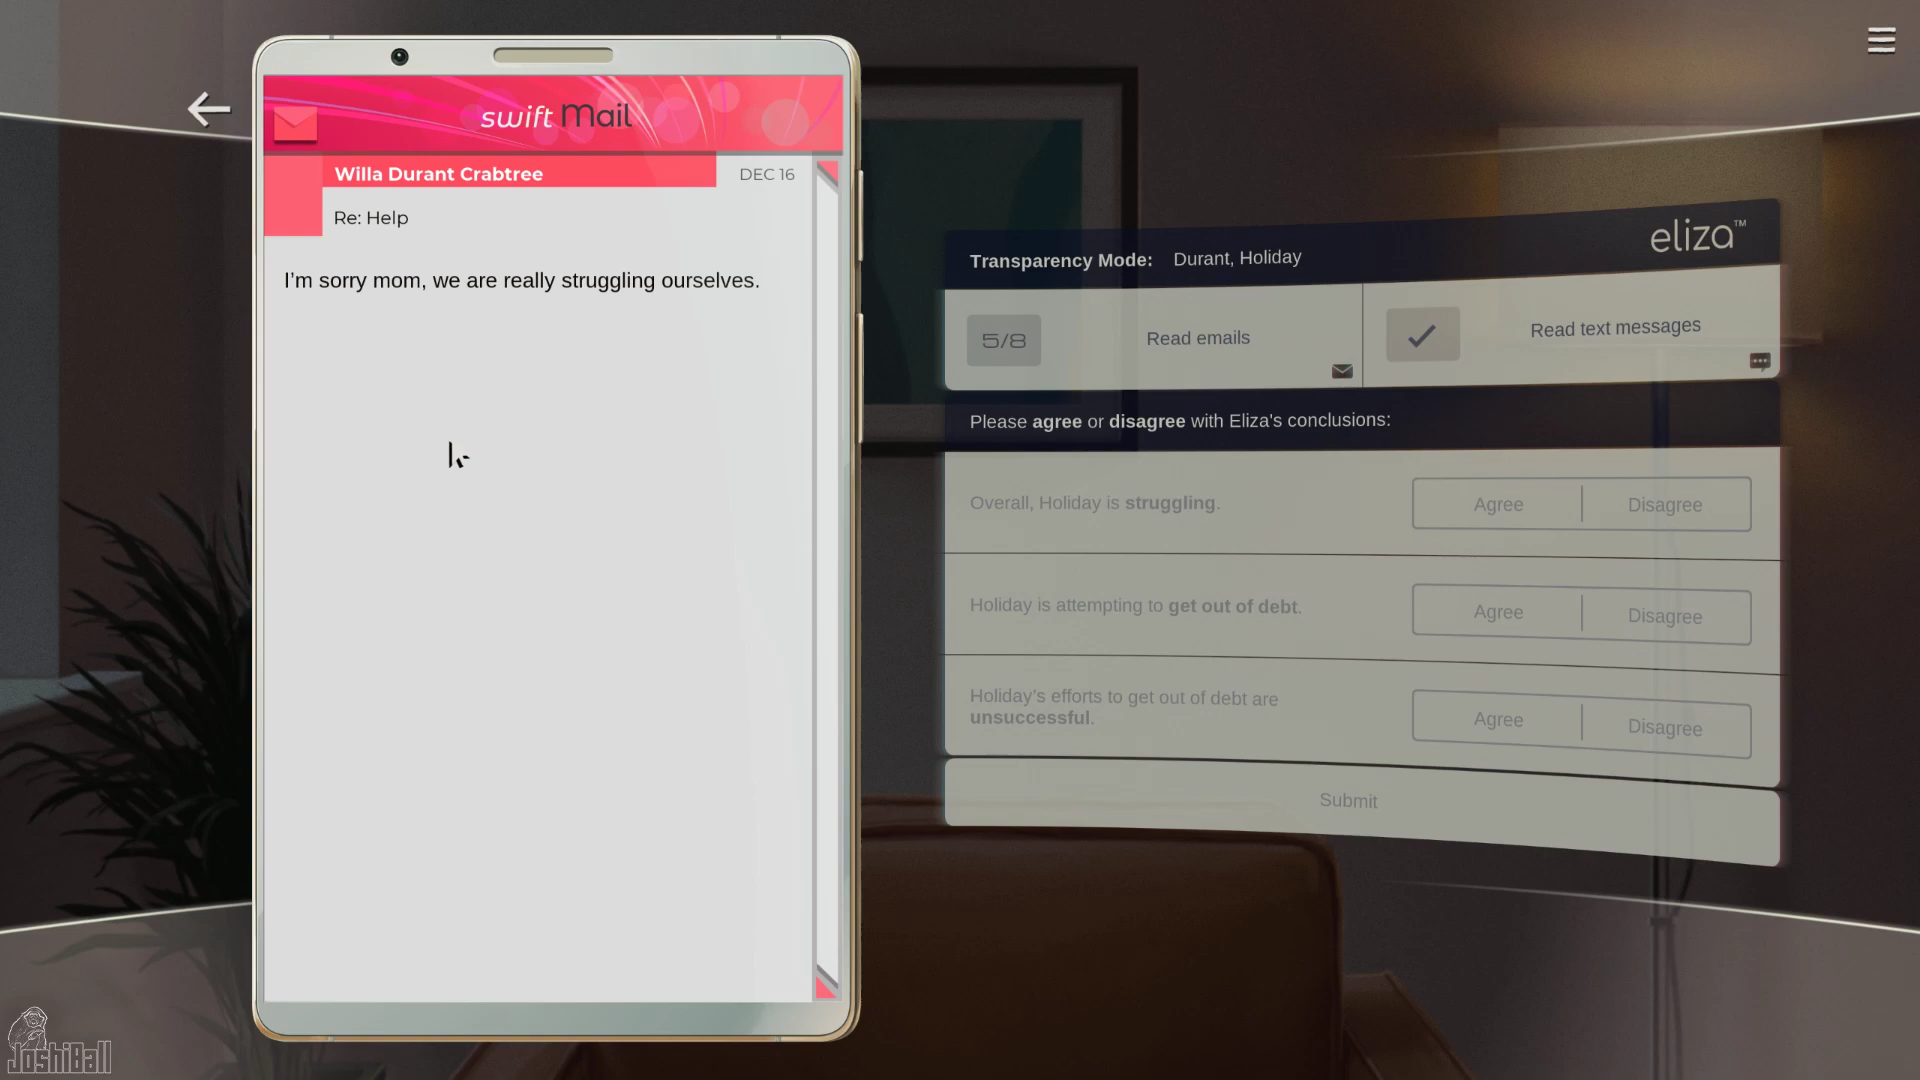 swift Mail
Willa Durant Crabtree
DEC 16
Re: Help
I'm sorry mom, we are really struggling ourselves.
eliza™
Transparency Mode: Durant, Holiday
5/8
Read emails
Read text messages
Please agree or disagree with Eliza's conclusions:
Overall, Holiday is struggling.
Agree
Disagree
Holiday is attempting to get out of debt.
Agree
Disagree
Holiday's efforts to get out of debt are
unsuccessful.
Agree
Disagree
Submit
JoshiBall